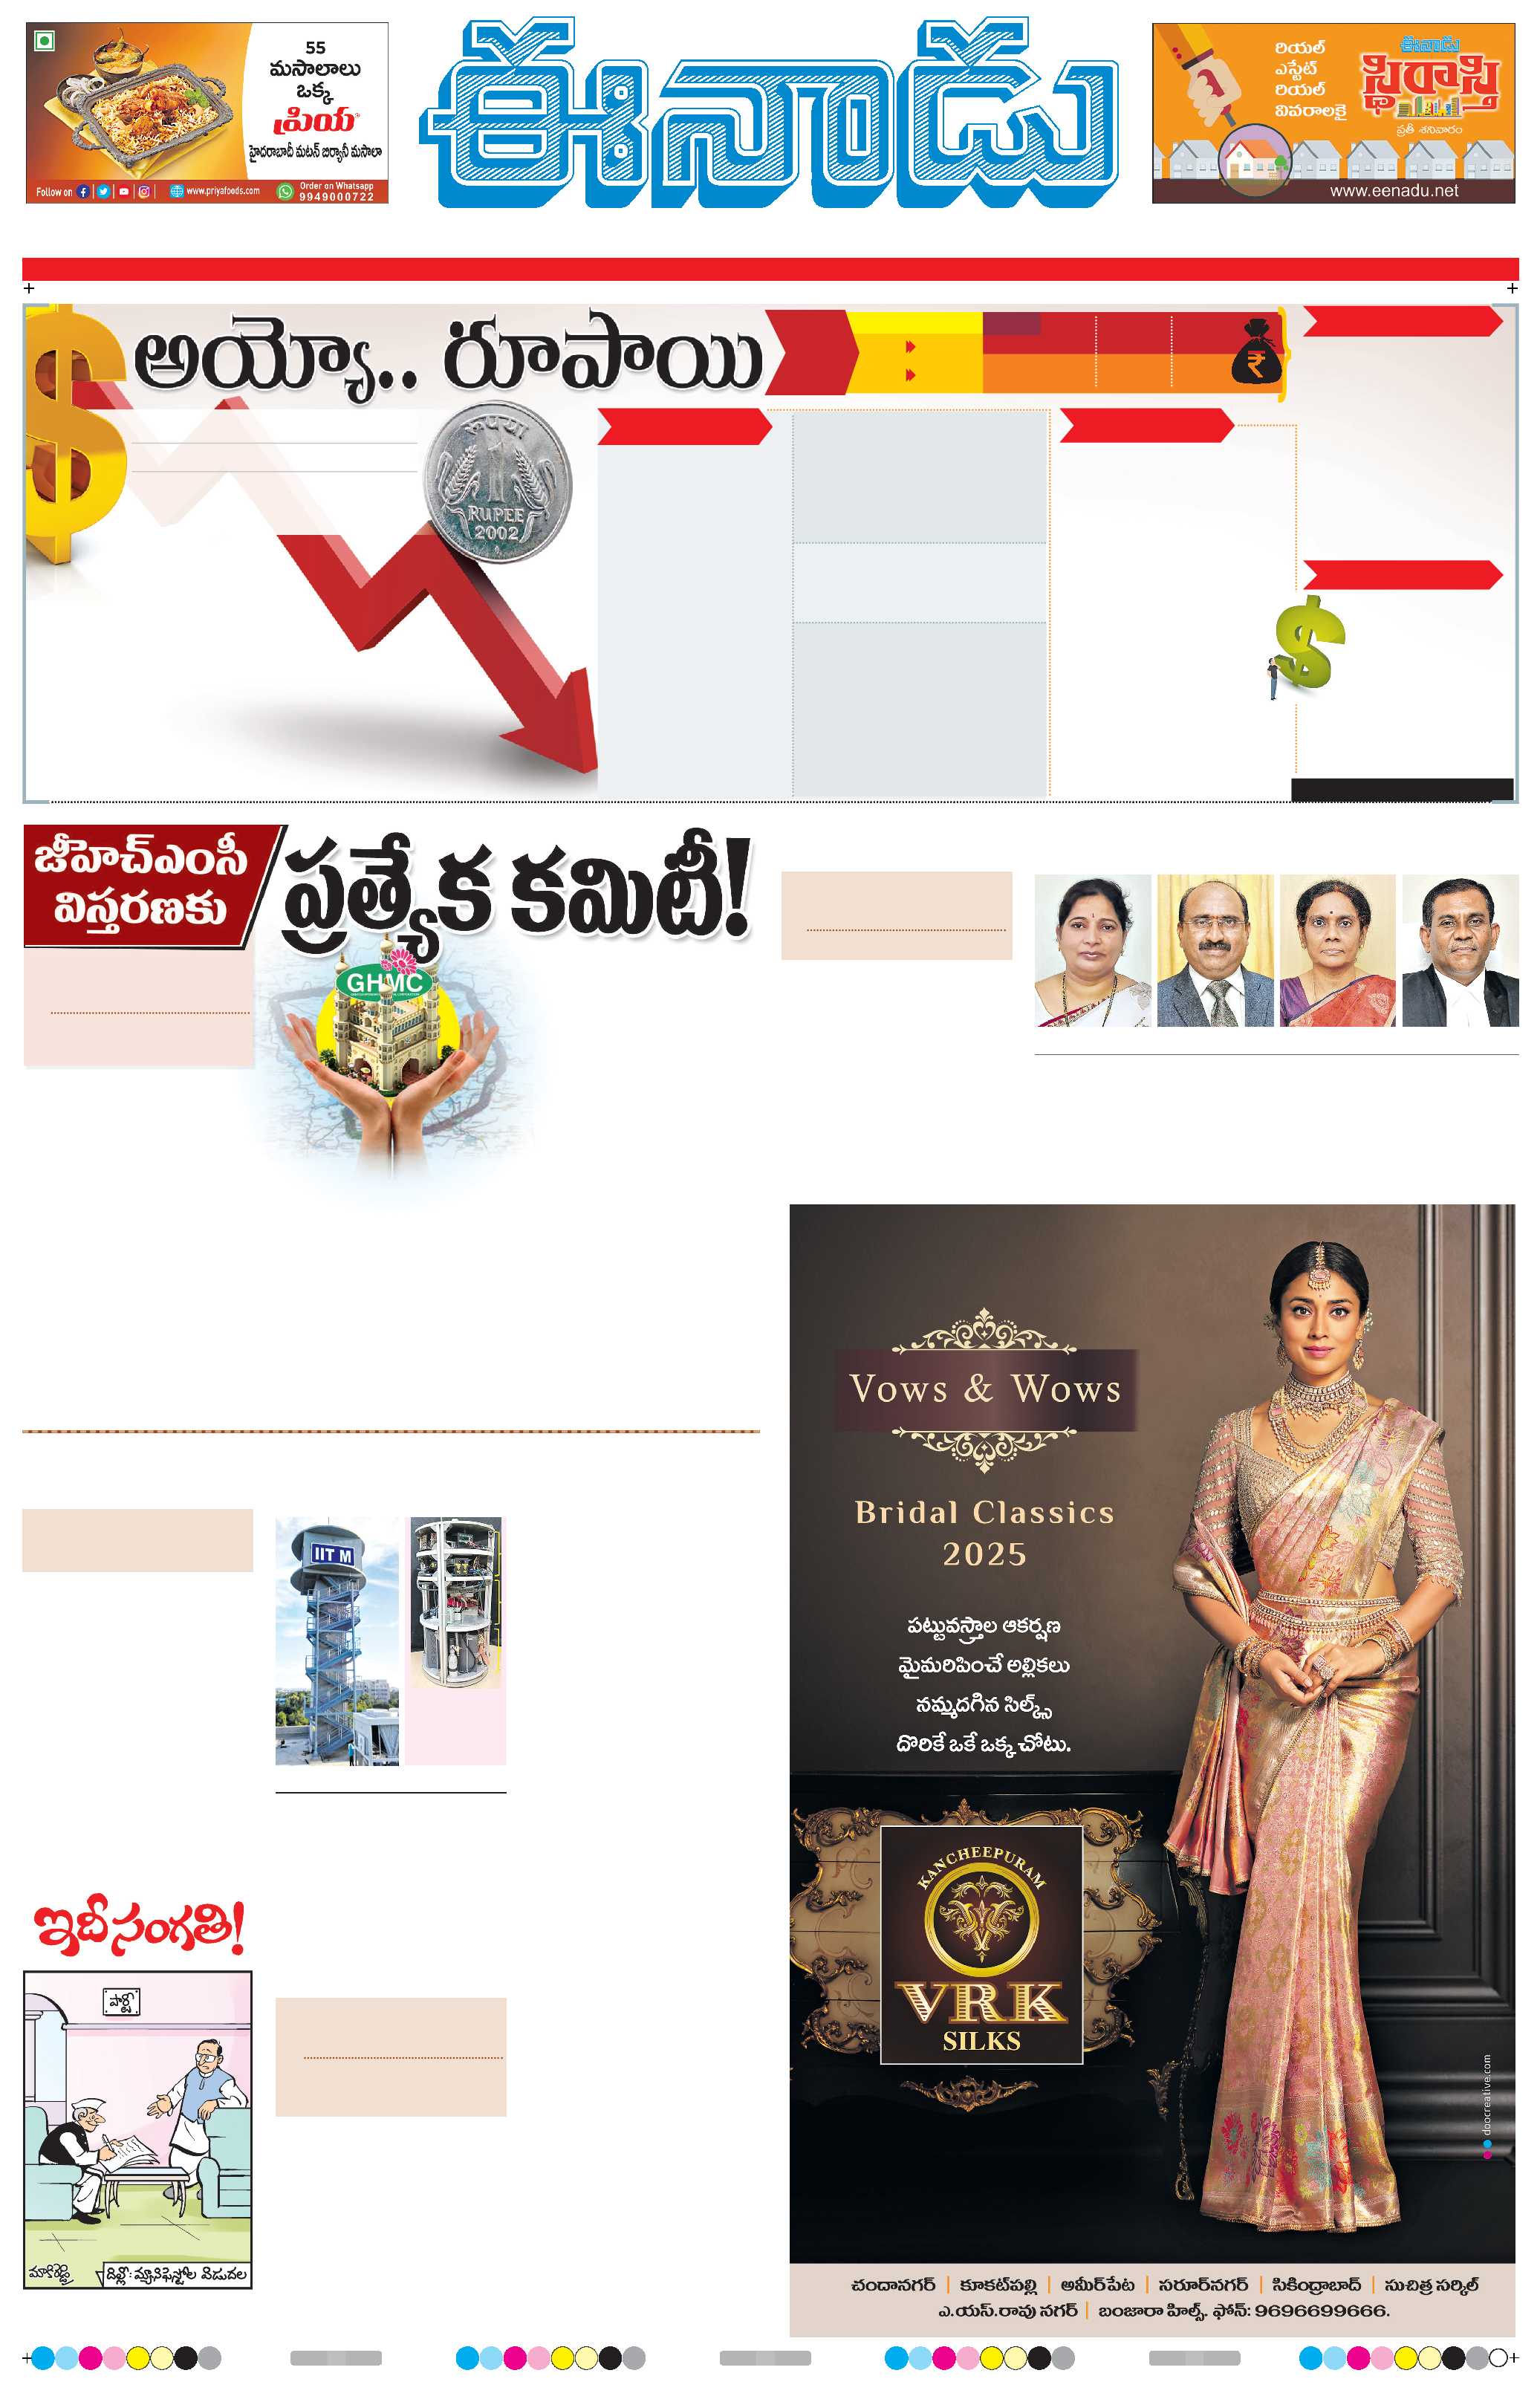 55
మసాలాలు
ఒక్క
ప్రియ
హైదరాబాదీ మటన్ బిర్యానీ మసాలా
Follow on
www.priyafoods.com
Order on Whatsapp
9949000722
ఈనాడు
రియల్
ఎస్టేట్
రియల్
వివరాలకై
ఈనాడు
స్థిరాస్తి
ప్రతీ శనివారం
www.eenadu.net
అయ్యో.. రూపాయి
₹
रुपया
1
RUPEE
2002
జీహెచ్ఎంసీ
విస్తరణకు
ప్రత్యేక కమిటీ!
GHMC
IIT M
Vows & Wows
Bridal Classics
2025
పట్టువస్త్రాల ఆకర్షణ
మైమరిపించే అల్లికలు
నమ్మదగిన సిల్క్స్
దొరికే ఒకే ఒక్క చోటు.
KANCHEEPURAM
VRK
SILKS
doocreative.com
ఇదీ సంగతి!
పార్టీ
ఢిల్లీ: మ్యానిఫెస్టోల విడుదల
చందానగర్ | కూకట్‌పల్లి | అమీర్‌పేట | సరూర్‌నగర్ | సికింద్రాబాద్ | సుచిత్ర సర్కిల్
ఎ.యస్.రావు నగర్ | బంజారా హిల్స్. ఫోన్: 9696699666.